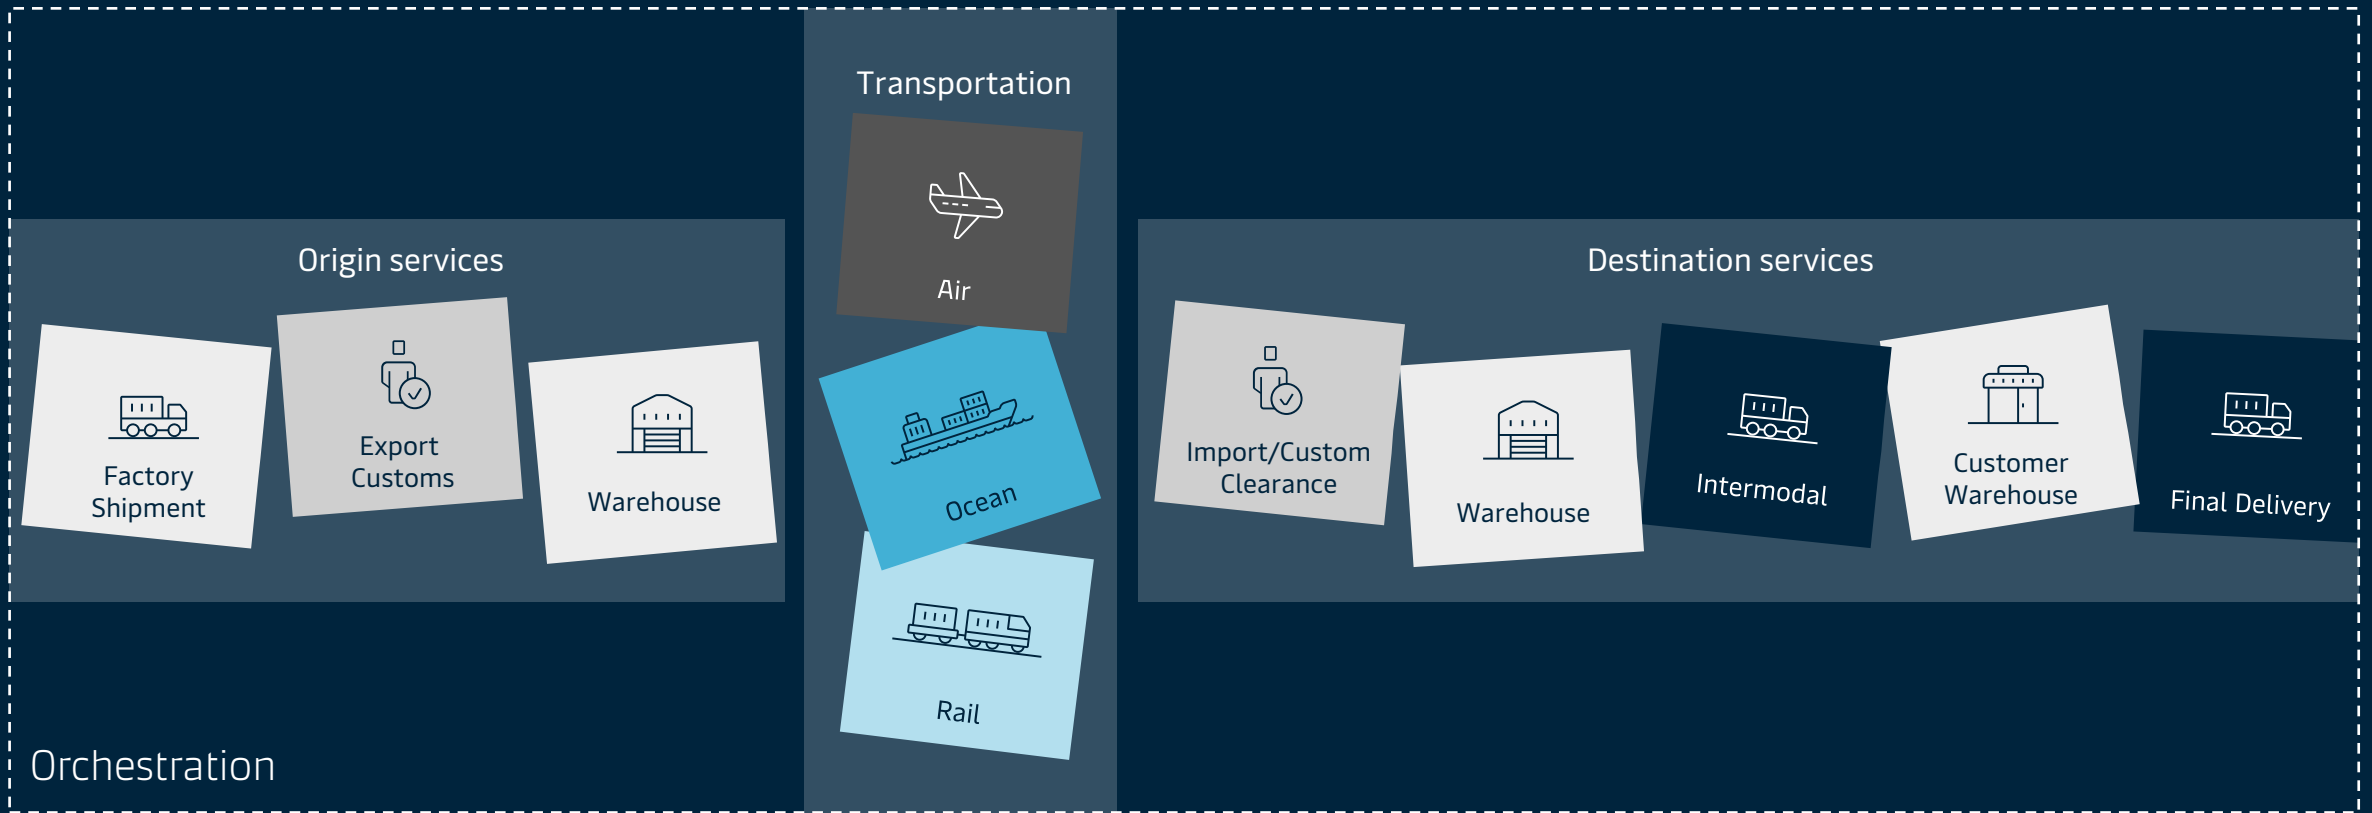 Transportation
Air
Ocean
Rail
Origin services
Factory
Shipment
Export
Customs
Warehouse
Destination services
Import/Custom
Clearance
Warehouse
Intermodal
Customer
Warehouse
Final Delivery
Orchestration